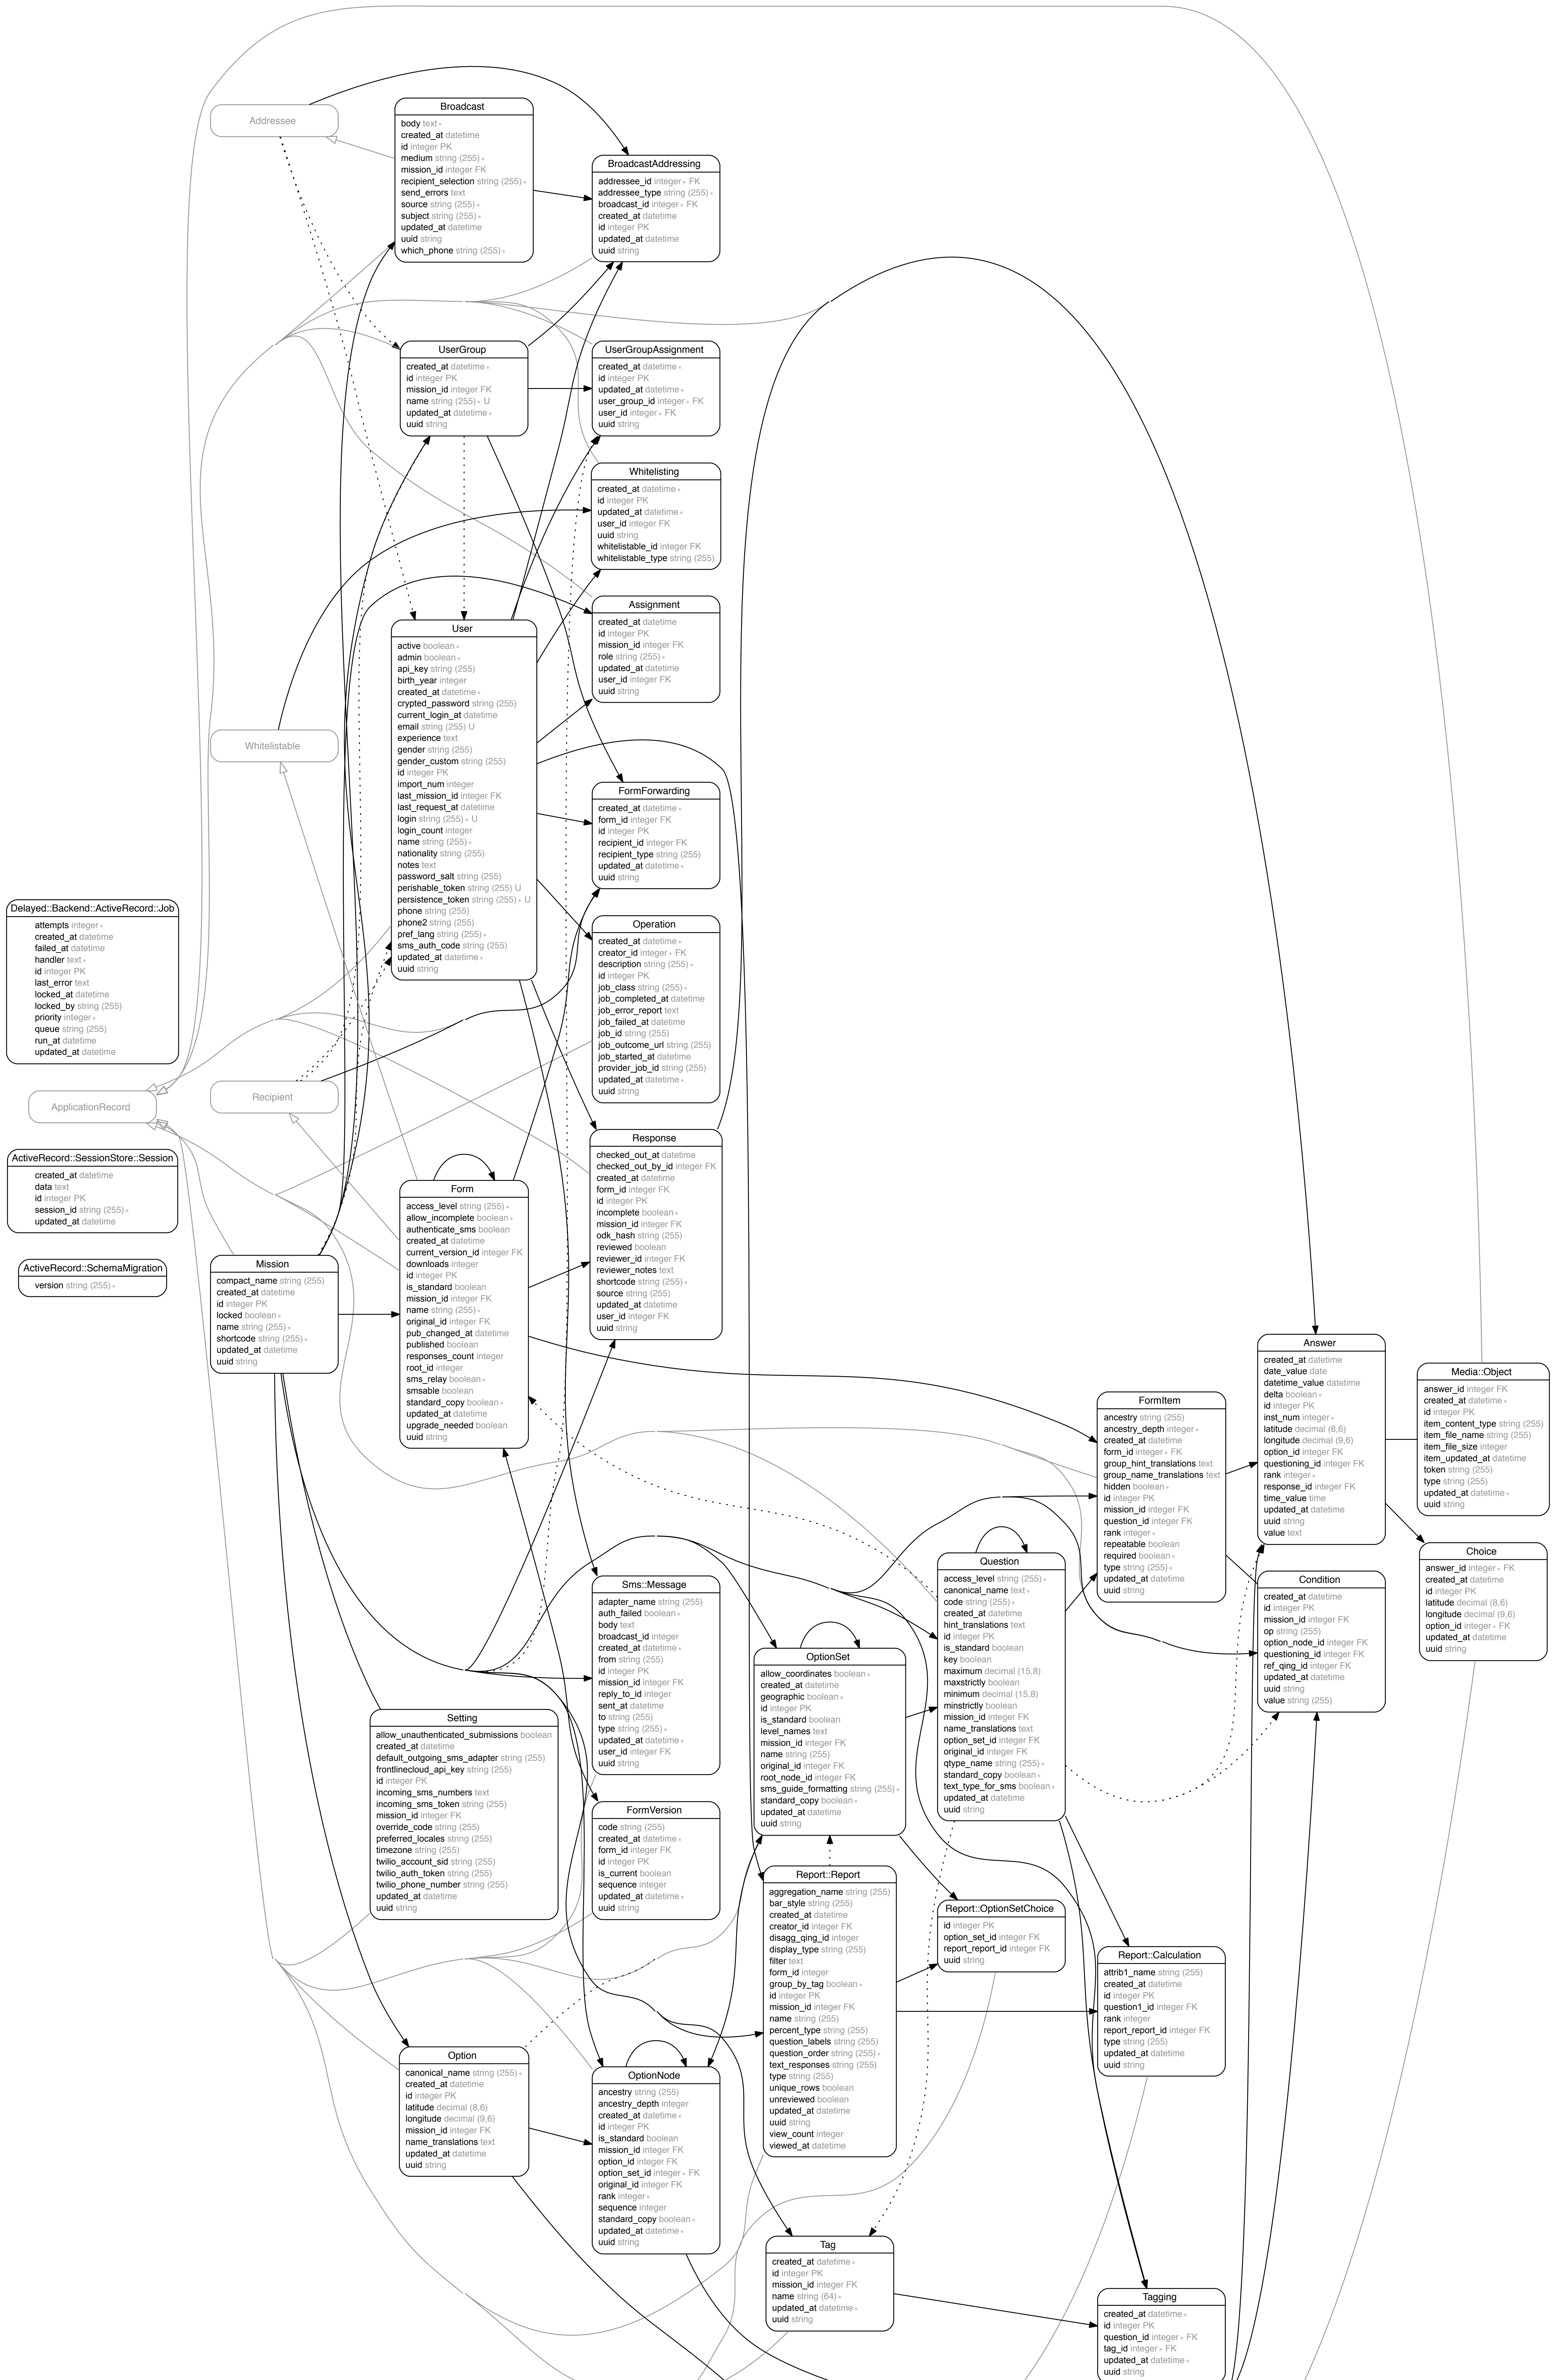 Addressee
Broadcast
body text ∗
created_at datetime
id integer PK
medium string (255) ∗
mission_id integer FK
recipient_selection string (255) ∗
send_errors text
source string (255) ∗
subject string (255) ∗
updated_at datetime
uuid string
which_phone string (255) ∗
BroadcastAddressing
addressee_id integer ∗ FK
addressee_type string (255) ∗
broadcast_id integer ∗ FK
created_at datetime
id integer PK
updated_at datetime
uuid string
UserGroup
created_at datetime ∗
id integer PK
mission_id integer FK
name string (255) ∗ U
updated_at datetime ∗
uuid string
UserGroupAssignment
created_at datetime ∗
id integer PK
updated_at datetime ∗
user_group_id integer ∗ FK
user_id integer ∗ FK
uuid string
Whitelisting
created_at datetime ∗
id integer PK
updated_at datetime ∗
user_id integer FK
uuid string
whitelistable_id integer FK
whitelistable_type string (255)
Assignment
created_at datetime
id integer PK
mission_id integer FK
role string (255) ∗
updated_at datetime
user_id integer FK
uuid string
User
active boolean ∗
admin boolean ∗
api_key string (255)
birth_year integer
created_at datetime ∗
crypted_password string (255)
current_login_at datetime
email string (255) U
experience text
gender string (255)
gender_custom string (255)
id integer PK
import_num integer
last_mission_id integer FK
last_request_at datetime
login string (255) ∗ U
login_count integer
name string (255) ∗
nationality string (255)
notes text
password_salt string (255)
perishable_token string (255) U
persistence_token string (255) ∗ U
phone string (255)
phone2 string (255)
pref_lang string (255) ∗
sms_auth_code string (255)
updated_at datetime ∗
uuid string
Whitelistable
FormForwarding
created_at datetime ∗
form_id integer FK
id integer PK
recipient_id integer FK
recipient_type string (255)
updated_at datetime ∗
uuid string
Delayed::Backend::ActiveRecord::Job
attempts integer ∗
created_at datetime
failed_at datetime
handler text ∗
id integer PK
last_error text
locked_at datetime
locked_by string (255)
priority integer ∗
queue string (255)
run_at datetime
updated_at datetime
Operation
created_at datetime ∗
creator_id integer ∗ FK
description string (255) ∗
id integer PK
job_class string (255) ∗
job_completed_at datetime
job_error_report text
job_failed_at datetime
job_id string (255)
job_outcome_url string (255)
job_started_at datetime
provider_job_id string (255)
updated_at datetime ∗
uuid string
ApplicationRecord
Recipient
ActiveRecord::SessionStore::Session
created_at datetime
data text
id integer PK
session_id string (255) ∗
updated_at datetime
ActiveRecord::SchemaMigration
version string (255) ∗
Mission
compact_name string (255)
created_at datetime
id integer PK
locked boolean ∗
name string (255) ∗
shortcode string (255) ∗
updated_at datetime
uuid string
Form
access_level string (255) ∗
allow_incomplete boolean ∗
authenticate_sms boolean
created_at datetime
current_version_id integer FK
downloads integer
id integer PK
is_standard boolean
mission_id integer FK
name string (255) ∗
original_id integer FK
pub_changed_at datetime
published boolean
responses_count integer
root_id integer
sms_relay boolean ∗
smsable boolean
standard_copy boolean ∗
updated_at datetime
upgrade_needed boolean
uuid string
Response
checked_out_at datetime
checked_out_by_id integer FK
created_at datetime
form_id integer FK
id integer PK
incomplete boolean ∗
mission_id integer FK
odk_hash string (255)
reviewed boolean
reviewer_id integer FK
reviewer_notes text
shortcode string (255) ∗
source string (255)
updated_at datetime
user_id integer FK
uuid string
FormItem
ancestry string (255)
ancestry_depth integer ∗
created_at datetime
form_id integer ∗ FK
group_hint_translations text
group_name_translations text
hidden boolean ∗
id integer PK
mission_id integer FK
question_id integer FK
rank integer ∗
repeatable boolean
required boolean ∗
type string (255) ∗
updated_at datetime
uuid string
Answer
created_at datetime
date_value date
datetime_value datetime
delta boolean ∗
id integer PK
inst_num integer ∗
latitude decimal (8,6)
longitude decimal (9,6)
option_id integer FK
questioning_id integer FK
rank integer ∗
response_id integer FK
time_value time
updated_at datetime
uuid string
value text
Media::Object
answer_id integer FK
created_at datetime ∗
id integer PK
item_content_type string (255)
item_file_name string (255)
item_file_size integer
item_updated_at datetime
token string (255)
type string (255)
updated_at datetime ∗
uuid string
Choice
answer_id integer ∗ FK
created_at datetime
id integer PK
latitude decimal (8,6)
longitude decimal (9,6)
option_id integer ∗ FK
updated_at datetime
uuid string
Condition
created_at datetime
id integer PK
mission_id integer FK
op string (255)
option_node_id integer FK
questioning_id integer FK
ref_qing_id integer FK
updated_at datetime
uuid string
value string (255)
Question
access_level string (255) ∗
canonical_name text ∗
code string (255) ∗
created_at datetime
hint_translations text
id integer PK
is_standard boolean
key boolean
maximum decimal (15,8)
maxstrictly boolean
minimum decimal (15,8)
minstrictly boolean
mission_id integer FK
name_translations text
option_set_id integer FK
original_id integer FK
qtype_name string (255) ∗
standard_copy boolean ∗
text_type_for_sms boolean ∗
updated_at datetime
uuid string
Sms::Message
adapter_name string (255)
auth_failed boolean ∗
body text
broadcast_id integer
created_at datetime ∗
from string (255)
id integer PK
mission_id integer FK
reply_to_id integer
sent_at datetime
to string (255)
type string (255) ∗
updated_at datetime ∗
user_id integer FK
uuid string
OptionSet
allow_coordinates boolean ∗
created_at datetime
geographic boolean ∗
id integer PK
is_standard boolean
level_names text
mission_id integer FK
name string (255)
original_id integer FK
root_node_id integer FK
sms_guide_formatting string (255) ∗
standard_copy boolean ∗
updated_at datetime
uuid string
Setting
allow_unauthenticated_submissions boolean
created_at datetime
default_outgoing_sms_adapter string (255)
frontlinecloud_api_key string (255)
id integer PK
incoming_sms_numbers text
incoming_sms_token string (255)
mission_id integer FK
override_code string (255)
preferred_locales string (255)
timezone string (255)
twilio_account_sid string (255)
twilio_auth_token string (255)
twilio_phone_number string (255)
updated_at datetime
uuid string
FormVersion
code string (255)
created_at datetime ∗
form_id integer FK
id integer PK
is_current boolean
sequence integer
updated_at datetime ∗
uuid string
Report::Report
aggregation_name string (255)
bar_style string (255)
created_at datetime
creator_id integer FK
disagg_qing_id integer
display_type string (255)
filter text
form_id integer
group_by_tag boolean ∗
id integer PK
mission_id integer FK
name string (255)
percent_type string (255)
question_labels string (255)
question_order string (255) ∗
text_responses string (255)
type string (255)
unique_rows boolean
unreviewed boolean
updated_at datetime
uuid string
view_count integer
viewed_at datetime
Report::OptionSetChoice
id integer PK
option_set_id integer FK
report_report_id integer FK
uuid string
Report::Calculation
attrib1_name string (255)
created_at datetime
id integer PK
question1_id integer FK
rank integer
report_report_id integer FK
type string (255)
updated_at datetime
uuid string
Option
canonical_name string (255) ∗
created_at datetime
id integer PK
latitude decimal (8,6)
longitude decimal (9,6)
mission_id integer FK
name_translations text
updated_at datetime
uuid string
OptionNode
ancestry string (255)
ancestry_depth integer
created_at datetime ∗
id integer PK
is_standard boolean
mission_id integer FK
option_id integer FK
option_set_id integer ∗ FK
original_id integer FK
rank integer ∗
sequence integer
standard_copy boolean ∗
updated_at datetime ∗
uuid string
Tag
created_at datetime ∗
id integer PK
mission_id integer FK
name string (64) ∗
updated_at datetime ∗
uuid string
Tagging
created_at datetime ∗
id integer PK
question_id integer ∗ FK
tag_id integer ∗ FK
updated_at datetime ∗
uuid string